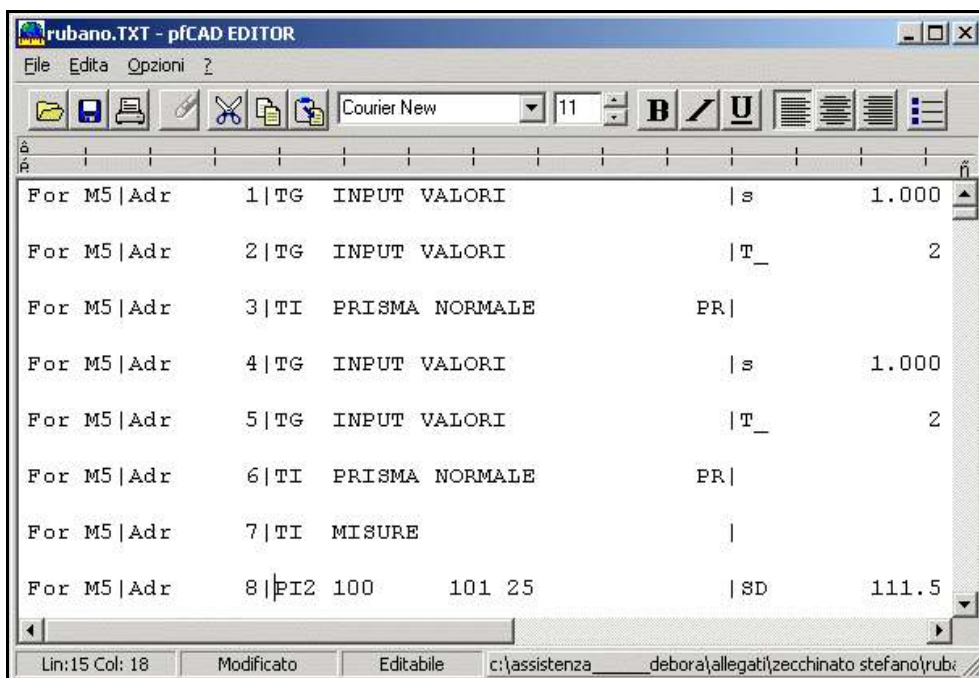 rubano.TXT - pfCAD EDITOR
File Edita Opzioni ?
Courier New 11 B I U
For M5|Adr 1|TG INPUT VALORI |s 1.000
For M5|Adr 2|TG INPUT VALORI |T_ 2
For M5|Adr 3|TI PRISMA NORMALE PR|
For M5|Adr 4|TG INPUT VALORI |s 1.000
For M5|Adr 5|TG INPUT VALORI |T_ 2
For M5|Adr 6|TI PRISMA NORMALE PR|
For M5|Adr 7|TI MISURE |
For M5|Adr 8|PI2 100 101 25 |SD 111.5
Lin:15 Col: 18 Modificato Editabile c:\assistenza______debora\allegati\zecchinato stefano\ruba